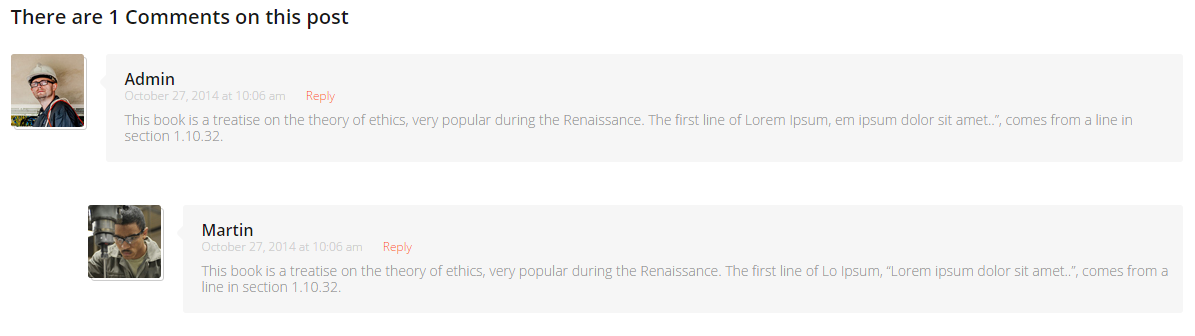 There are 1 Comments on this post
Admin
October 27, 2014 at 10:06 am Reply
This book is a treatise on the theory of ethics, very popular during the Renaissance. The first line of Lorem Ipsum, em ipsum dolor sit amet..”, comes from a line in
section 1.10.32.
Martin
October 27, 2014 at 10:06 am Reply
This book is a treatise on the theory of ethics, very popular during the Renaissance. The first line of Lo Ipsum, “Lorem ipsum dolor sit amet..”, comes from a
line in section 1.10.32.